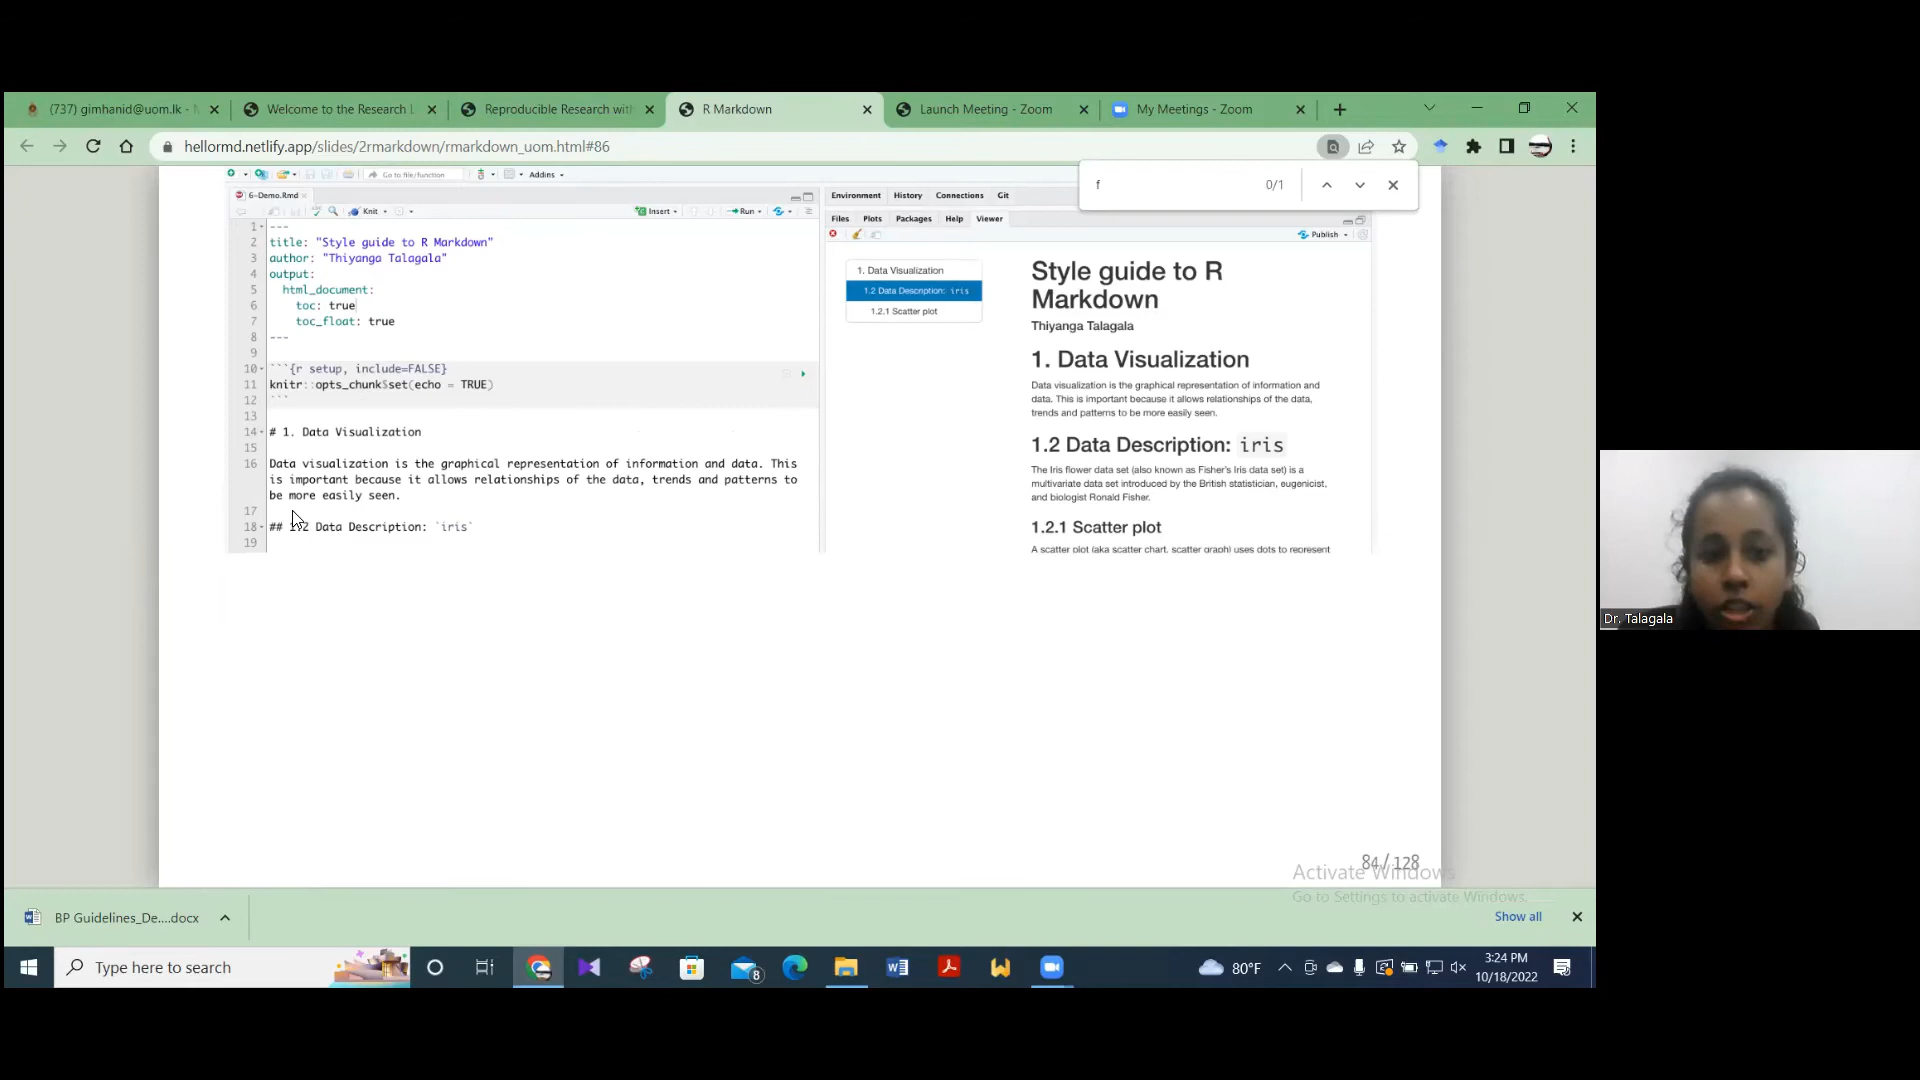 (737) gimhanid@uom.lk -
Welcome to the Research
Reproducible Research with
R Markdown
Launch Meeting - Zoom
My Meetings - Zoom
hellormd.netlify.app/slides/2rmarkdown/rmarkdown_uom.html#86
f
0/1
Go to file/function
Addins
6-Demo.Rmd
Knit
Insert
Run
1 ---
2 title: "Style guide to R Markdown"
3 author: "Thiyanga Talagala"
4 output:
5 html_document:
6 toc: true
7 toc_float: true
8 ---
9
10 ```{r setup, include=FALSE}
11 knitr::opts_chunk$set(echo = TRUE)
12 ```
13
14 # 1. Data Visualization
15
16 Data visualization is the graphical representation of information and data. This
is important because it allows relationships of the data, trends and patterns to
be more easily seen.
17
18 ## 1.2 Data Description: `iris`
19
Environment History Connections Git
Files Plots Packages Help Viewer
Publish
1. Data Visualization
1.2 Data Description: iris
1.2.1 Scatter plot
Style guide to R
Markdown
Thiyanga Talagala
1. Data Visualization
Data visualization is the graphical representation of information and
data. This is important because it allows relationships of the data,
trends and patterns to be more easily seen.
1.2 Data Description: iris
The Iris flower data set (also known as Fisher's Iris data set) is a
multivariate data set introduced by the British statistician, eugenicist,
and biologist Ronald Fisher.
1.2.1 Scatter plot
A scatter plot (aka scatter chart, scatter graph) uses dots to represent
84 / 128
Activate Windows
Go to Settings to activate Windows.
Dr. Talagala
BP Guidelines_De....docx
Show all
Type here to search
8
80°F
3:24 PM
10/18/2022